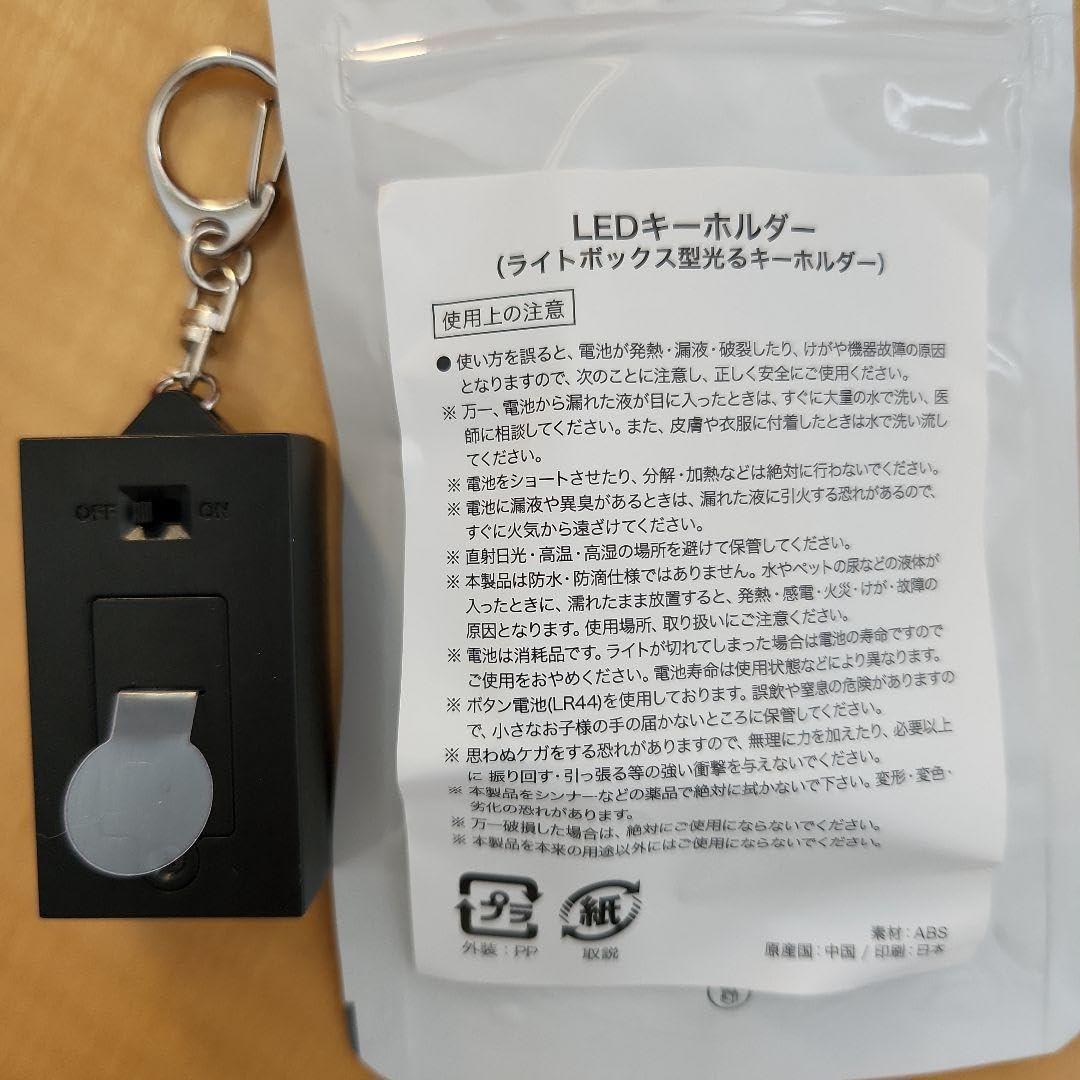 OFF ON
LEDキーホルダー
(ライトボックス型光るキーホルダー)
使用上の注意
● 使い方を誤ると、電池が発熱・漏液・破裂したり、けがや機器故障の原因
となりますので、次のことに注意し、正しく安全にご使用ください。
※ 万一、電池から漏れた液が目に入ったときは、すぐに大量の水で洗い、医
師に相談してください。また、皮膚や衣服に付着したときは水で洗い流し
てください。
※ 電池をショートさせたり、分解・加熱などは絶対に行わないでください。
※ 電池に漏液や異臭があるときは、漏れた液に引火する恐れがあるので、
すぐに火気から遠ざけてください。
※ 直射日光・高温・高湿の場所を避けて保管してください。
※ 本製品は防水・防滴仕様ではありません。水やペットの尿などの液体が
入ったときに、濡れたまま放置すると、発熱・感電・火災・けが・故障の
原因となります。使用場所、取り扱いにご注意ください。
※ 電池は消耗品です。ライトが切れてしまった場合は電池の寿命ですので
ご使用をおやめください。電池寿命は使用状態などにより異なります。
※ ボタン電池(LR44)を使用しております。誤飲や窒息の危険がありますの
で、小さなお子様の手の届かないところに保管してください。
※ 思わぬケガをする恐れがありますので、無理に力を加えたり、必要以上
に振り回す・引っ張る等の強い衝撃を与えないでください。
※ 本製品をシンナーなどの薬品で絶対に拭かないで下さい。変形・変色・
劣化の恐れがあります。
※ 万一破損した場合は、絶対にご使用にならないでください。
※ 本製品を本来の用途以外にはご使用にならないでください。
プラ 紙
外装：PP 取説
素材：ABS
原産国：中国 / 印刷：日本